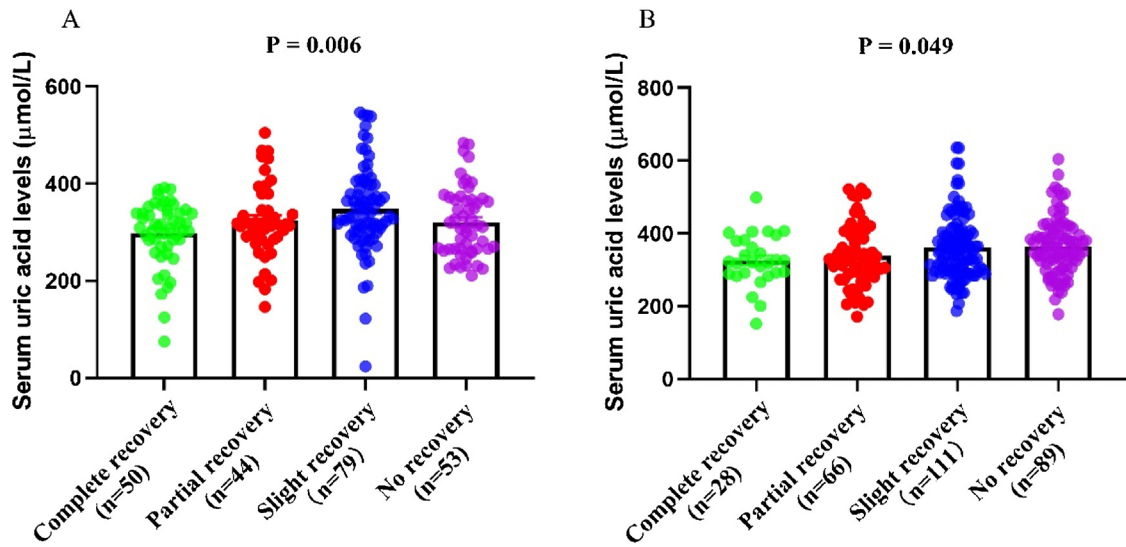 A
P = 0.006
Serum uric acid levels (μmol/L)
600
400
200
0
Complete recovery
(n=50)
Partial recovery
(n=44)
Slight recovery
(n=79)
No recovery
(n=53)
B
P = 0.049
Serum uric acid levels (μmol/L)
800
600
400
200
0
Complete recovery
(n=28)
Partial recovery
(n=66)
Slight recovery
(n=111)
No recovery
(n=89)